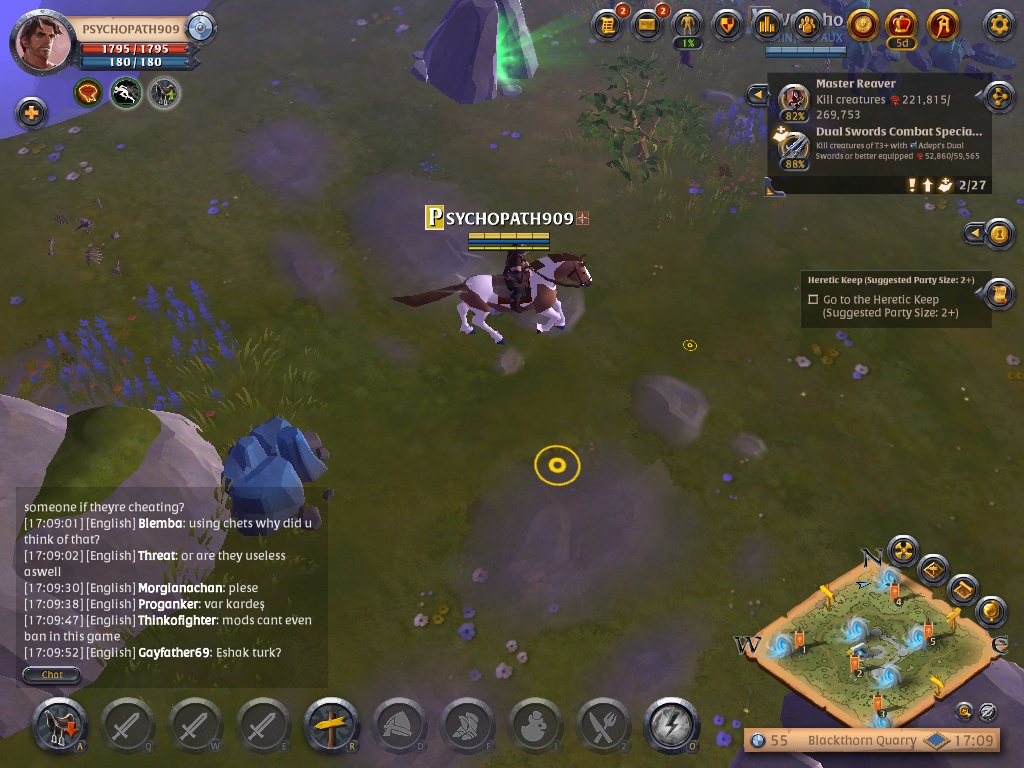 PSYCHOPATH909
1795 / 1795
180 / 180
2
2
1%
5d
Master Reaver
Kill creatures 221,815/
269,753
82%
Dual Swords Combat Specia...
Kill creatures of T3+ with Adept's Dual
Swords or better equipped 52,860/59,565
88%
2/27
PSYCHOPATH909
Heretic Keep (Suggested Party Size: 2+)
Go to the Heretic Keep
(Suggested Party Size: 2+)
someone if theyre cheating?
[17:09:01] [English] Blemba: using chets why did u
think of that?
[17:09:02] [English] Threat: or are they useless
aswell
[17:09:30] [English] Morgianachan: plese
[17:09:38] [English] Proganker: var kardeş
[17:09:47] [English] Thinkofighter: mods cant even
ban in this game
[17:09:52] [English] Gayfather69: Eshak turk?
Chat
N
W
E
4
1
5
2
3
A
Q
W
E
R
D
F
1
2
O
55 Blackthorn Quarry 17:09